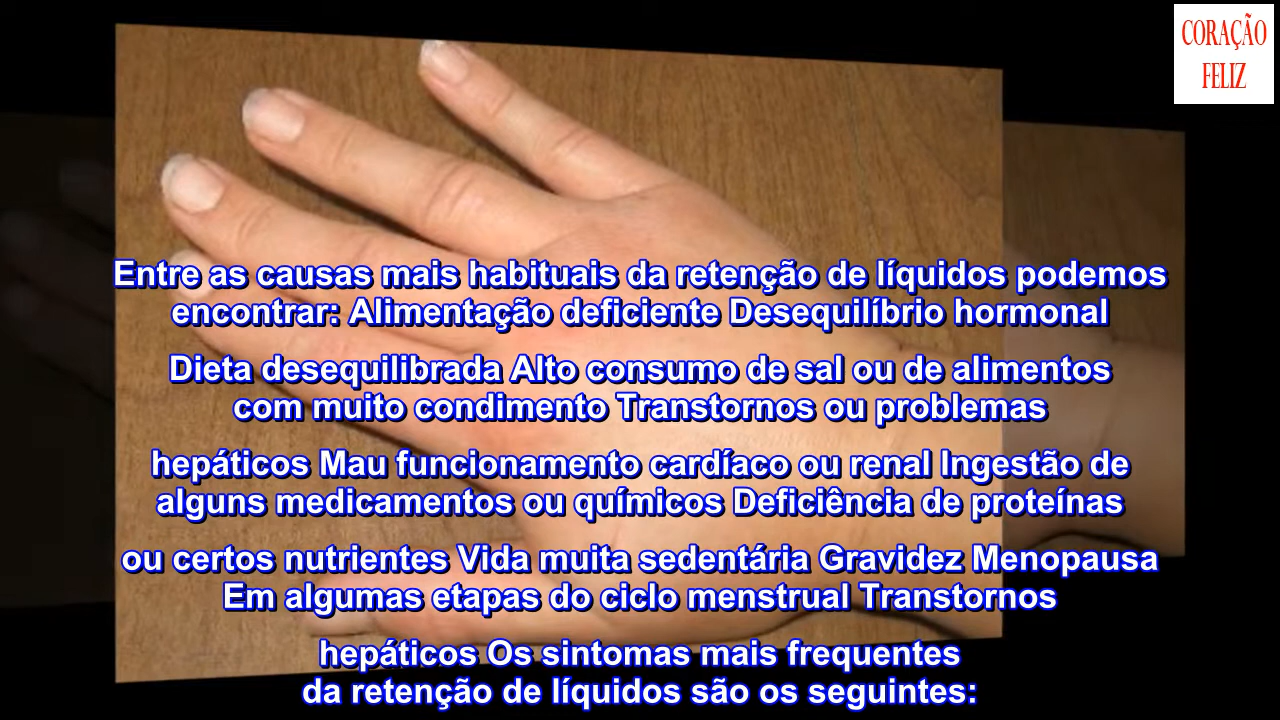 CORAÇÃO
FELIZ
Entre as causas mais habituais da retenção de líquidos podemos
encontrar: Alimentação deficiente Desequilíbrio hormonal
Dieta desequilibrada Alto consumo de sal ou de alimentos
com muito condimento Transtornos ou problemas
hepáticos Mau funcionamento cardíaco ou renal Ingestão de
alguns medicamentos ou químicos Deficiência de proteínas
ou certos nutrientes Vida muita sedentária Gravidez Menopausa
Em algumas etapas do ciclo menstrual Transtornos
hepáticos Os sintomas mais frequentes
da retenção de líquidos são os seguintes: